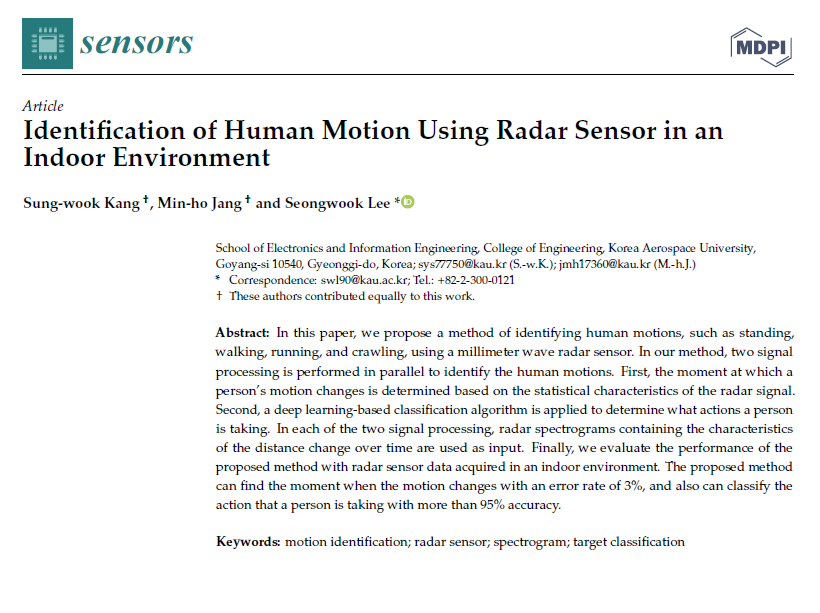 sensors
MDPI
Article
Identification of Human Motion Using Radar Sensor in an
Indoor Environment
Sung-wook Kang †, Min-ho Jang † and Seongwook Lee *
iD
School of Electronics and Information Engineering, College of Engineering, Korea Aerospace University,
Goyang-si 10540, Gyeonggi-do, Korea; sys77750@kau.kr (S.-w.K.); jmh17360@kau.kr (M.-h.J.)
* Correspondence: swl90@kau.ac.kr; Tel.: +82-2-300-0121
† These authors contributed equally to this work.
Abstract: In this paper, we propose a method of identifying human motions, such as standing,
walking, running, and crawling, using a millimeter wave radar sensor. In our method, two signal
processing is performed in parallel to identify the human motions. First, the moment at which a
person's motion changes is determined based on the statistical characteristics of the radar signal.
Second, a deep learning-based classification algorithm is applied to determine what actions a person
is taking. In each of the two signal processing, radar spectrograms containing the characteristics
of the distance change over time are used as input. Finally, we evaluate the performance of the
proposed method with radar sensor data acquired in an indoor environment. The proposed method
can find the moment when the motion changes with an error rate of 3%, and also can classify the
action that a person is taking with more than 95% accuracy.
Keywords: motion identification; radar sensor; spectrogram; target classification